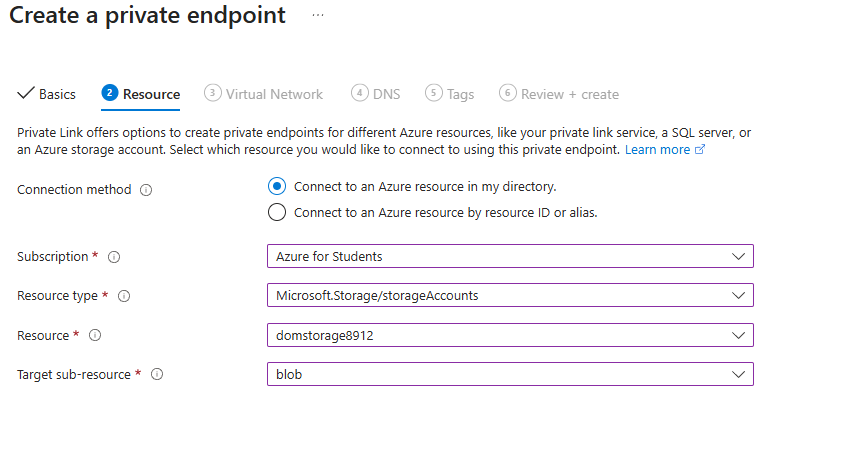 Create a private endpoint ...
Basics 2 Resource 3 Virtual Network 4 DNS 5 Tags 6 Review + create
Private Link offers options to create private endpoints for different Azure resources, like your private link service, a SQL server, or
an Azure storage account. Select which resource you would like to connect to using this private endpoint. Learn more
Connection method
Connect to an Azure resource in my directory.
Connect to an Azure resource by resource ID or alias.
Subscription * Azure for Students
Resource type * Microsoft.Storage/storageAccounts
Resource * domstorage8912
Target sub-resource * blob